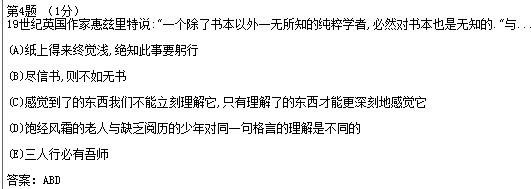 第4题 （1分）
19世纪英国作家惠兹里特说:"一个除了书本以外一无所知的纯粹学者,必然对书本也是无知的."与...
(A)纸上得来终觉浅,绝知此事要躬行
(B)尽信书,则不如无书
(C)感觉到了的东西我们不能立刻理解它,只有理解了的东西才能更深刻地感觉它
(D)饱经风霜的老人与缺乏阅历的少年对同一句格言的理解是不同的
(E)三人行必有吾师
答案: ABD